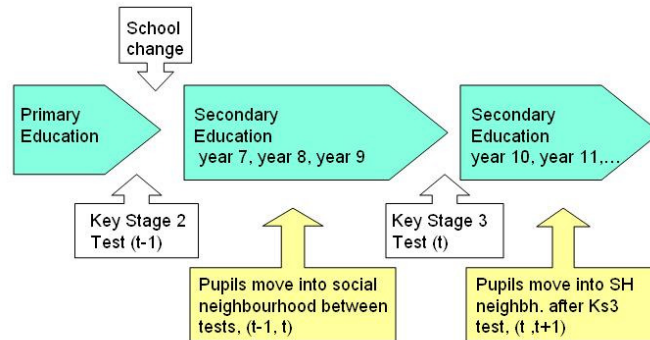 School
change
Primary
Education
Secondary
Education
year 7, year 8, year 9
Secondary
Education
year 10, year 11,...
Key Stage 2
Test (t-1)
Key Stage 3
Test (t)
Pupils move into social
neighbourhood between
tests, (t-1, t)
Pupils move into SH
neighbh. after Ks3
test, (t ,t+1)